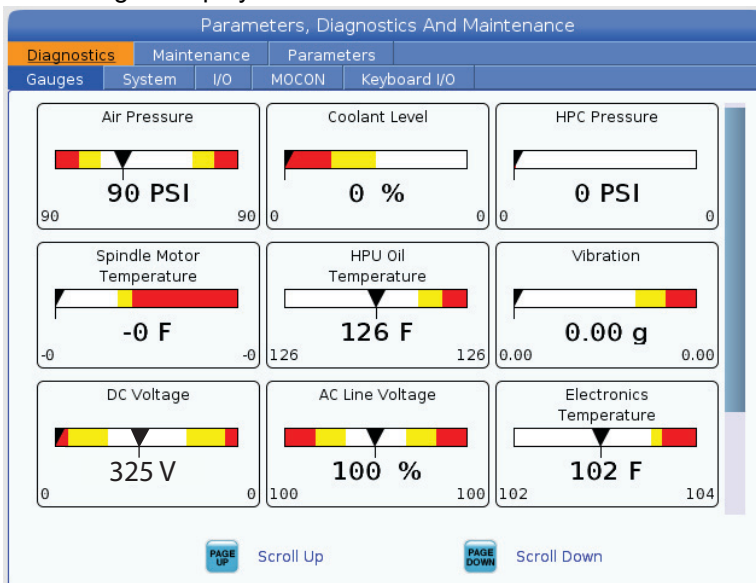 Parameters, Diagnostics And Maintenance
Diagnostics Maintenance Parameters
Gauges System I/O MOCON Keyboard I/O
Air Pressure Coolant Level HPC Pressure
90 PSI 0 % 0 PSI
90 90 0 0 0 0
Spindle Motor HPU Oil Vibration
Temperature Temperature
-0 F 126 F 0.00 g
-0 -0 126 126 0.00 0.00
DC Voltage AC Line Voltage Electronics
Temperature
325 V 100 % 102 F
0 0 100 100 102 104
PAGE UP Scroll Up PAGE DOWN Scroll Down